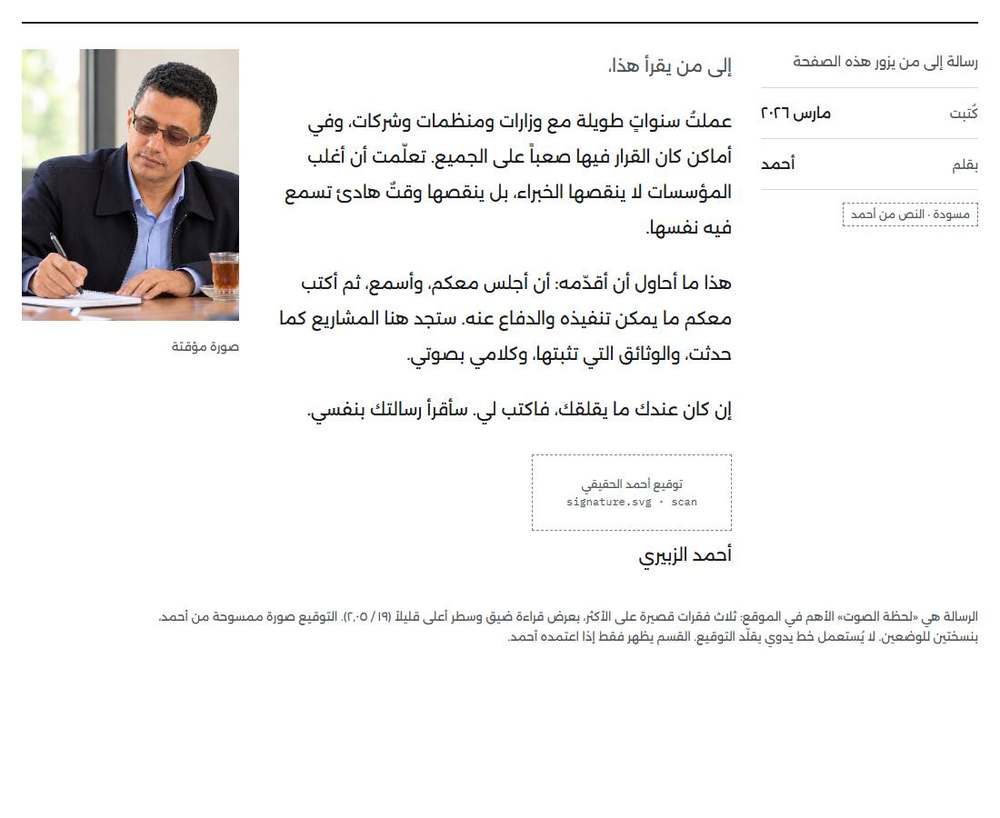 رسالة إلى من يزور هذه الصفحة
كُتبت
مارس ٢٠٢٦
بقلم
أحمد
مسودة · النص من أحمد
إلى من يقرأ هذا،
عملتُ سنواتٍ طويلة مع وزارات ومنظمات وشركات، وفي
أماكن كان القرار فيها صعباً على الجميع. تعلّمت أن أغلب
المؤسسات لا ينقصها الخبراء، بل ينقصها وقتٌ هادئ تسمع
فيه نفسها.
هذا ما أحاول أن أقدّمه: أن أجلس معكم، وأسمع، ثم أكتب
معكم ما يمكن تنفيذه والدفاع عنه. ستجد هنا المشاريع كما
حدثت، والوثائق التي تثبتها، وكلامي بصوتي.
إن كان عندك ما يقلقك، فاكتب لي. سأقرأ رسالتك بنفسي.
توقيع أحمد الحقيقي
signature.svg · scan
أحمد الزبيري
صورة مؤقتة
الرسالة هي «لحظة الصوت» الأهم في الموقع: ثلاث فقرات قصيرة على الأكثر، بعرض قراءة ضيق وسطر أعلى قليلاً (١٩ / ٢,٠٥). التوقيع صورة ممسوحة من أحمد،
بنسختين للوضعين. لا يُستعمل خط يدوي يقلّد التوقيع. القسم يظهر فقط إذا اعتمده أحمد.